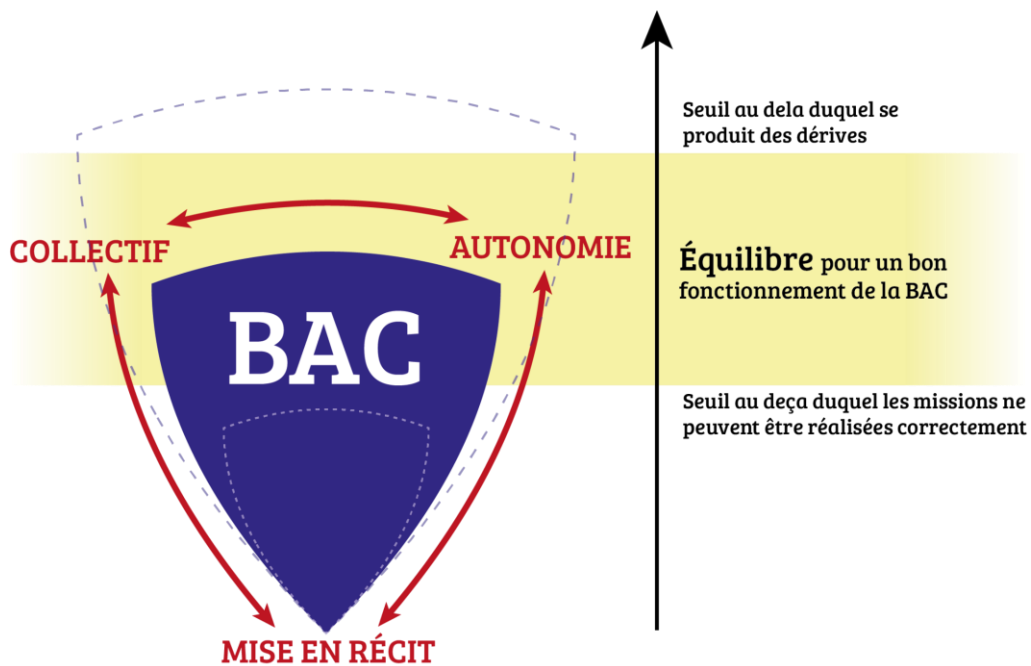 Seuil au dela duquel se
produit des dérives
COLLECTIF
AUTONOMIE
Équilibre pour un bon
fonctionnement de la BAC
BAC
Seuil au deça duquel les missions ne
peuvent être réalisées correctement
MISE EN RÉCIT